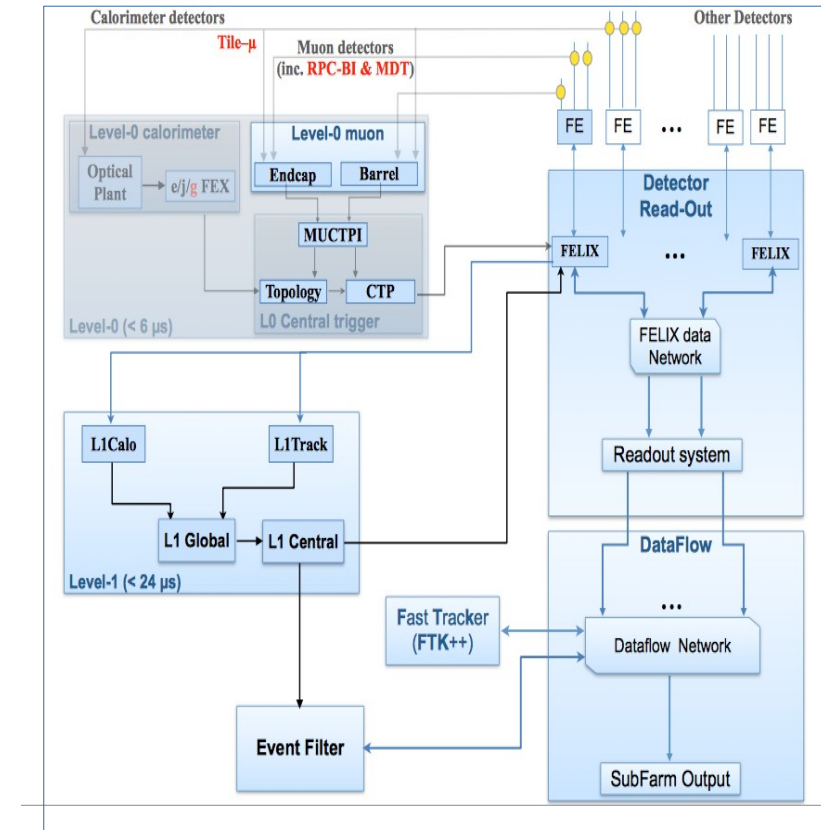 Calorimeter detectors
Other Detectors
Tile–μ
Muon detectors
(inc. RPC-BI & MDT)
FE
FE
...
FE
FE
Level-0 calorimeter
Optical
Plant
e/j/g FEX
Level-0 muon
Endcap
Barrel
MUCTPI
Topology
CTP
L0 Central trigger
Level-0 (< 6 μs)
Detector
Read-Out
FELIX
...
FELIX
FELIX data
Network
Readout system
L1Calo
L1Track
L1 Global
L1 Central
Level-1 (< 24 μs)
DataFlow
...
Fast Tracker
(FTK++)
Dataflow Network
Event Filter
SubFarm Output